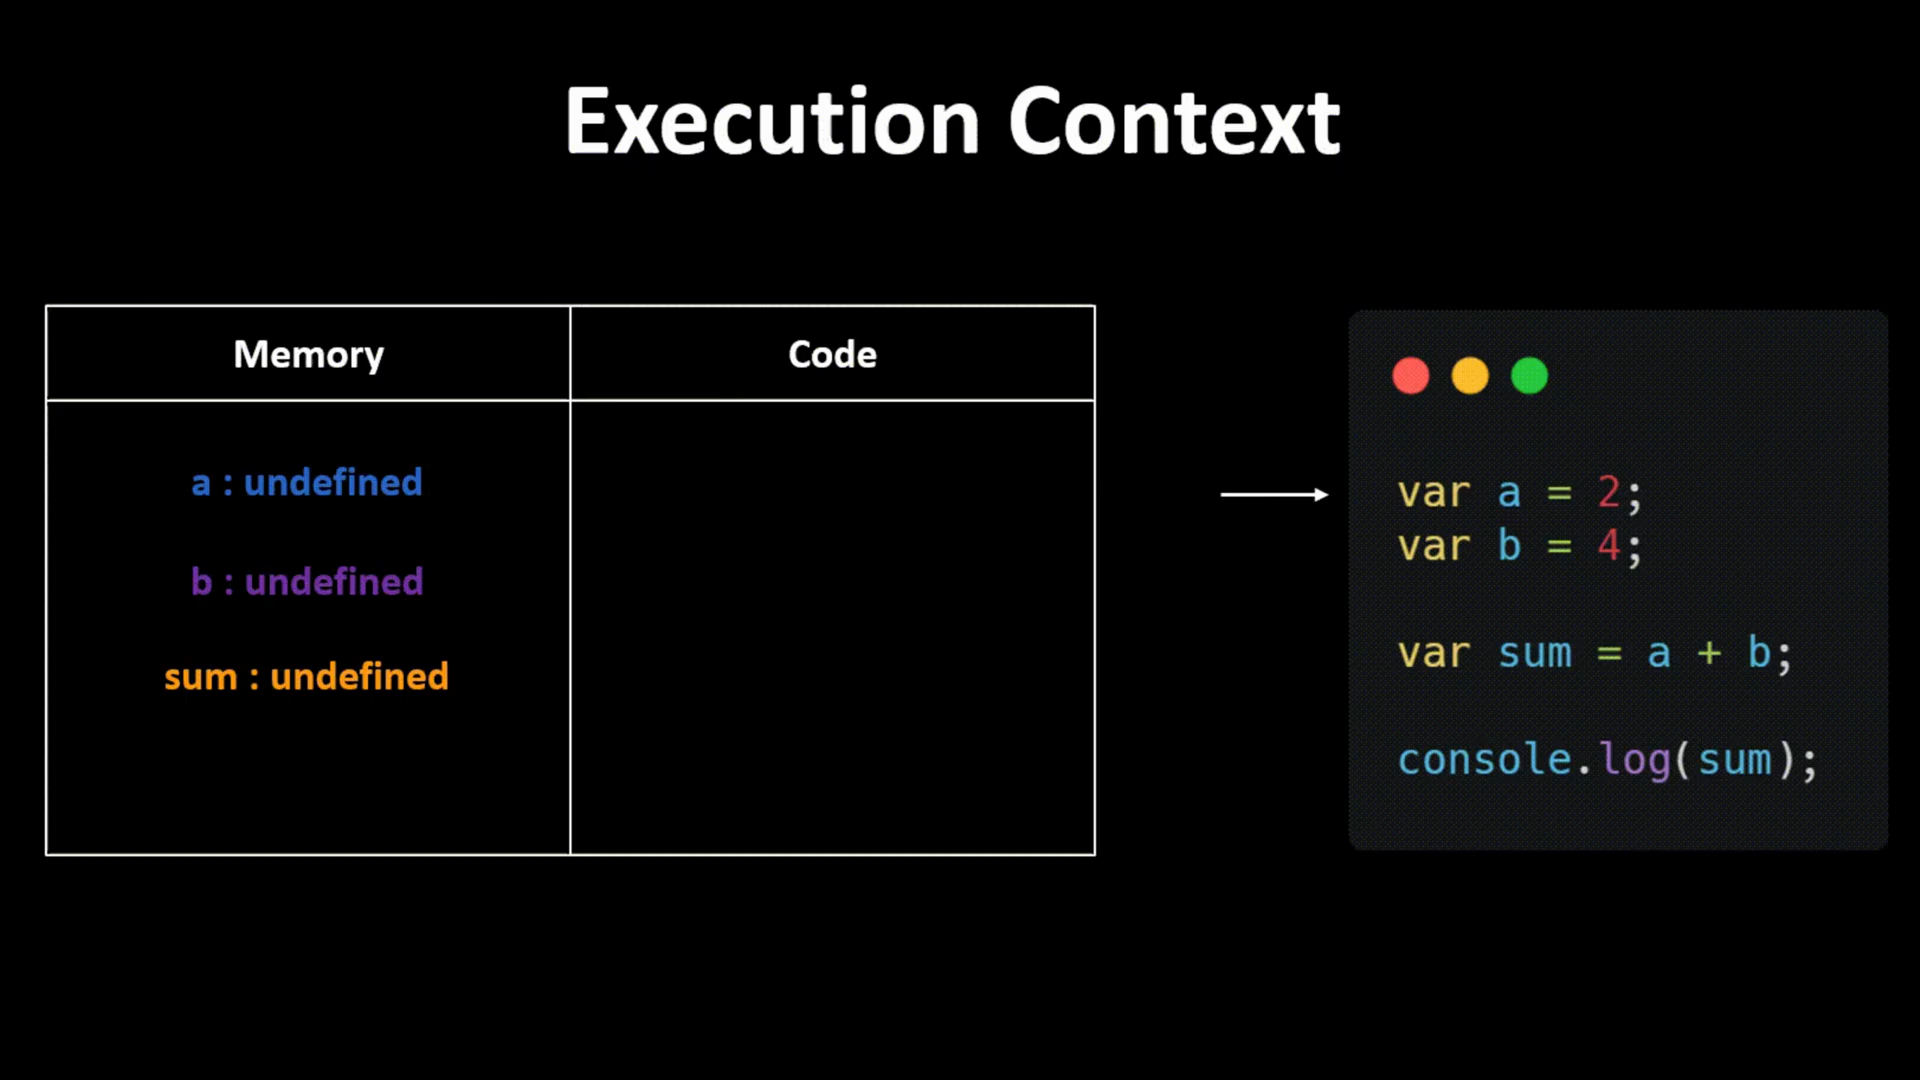 Execution Context
Memory
Code
a : undefined
b : undefined
sum : undefined
var a = 2;
var b = 4;
var sum = a + b;
console.log(sum);